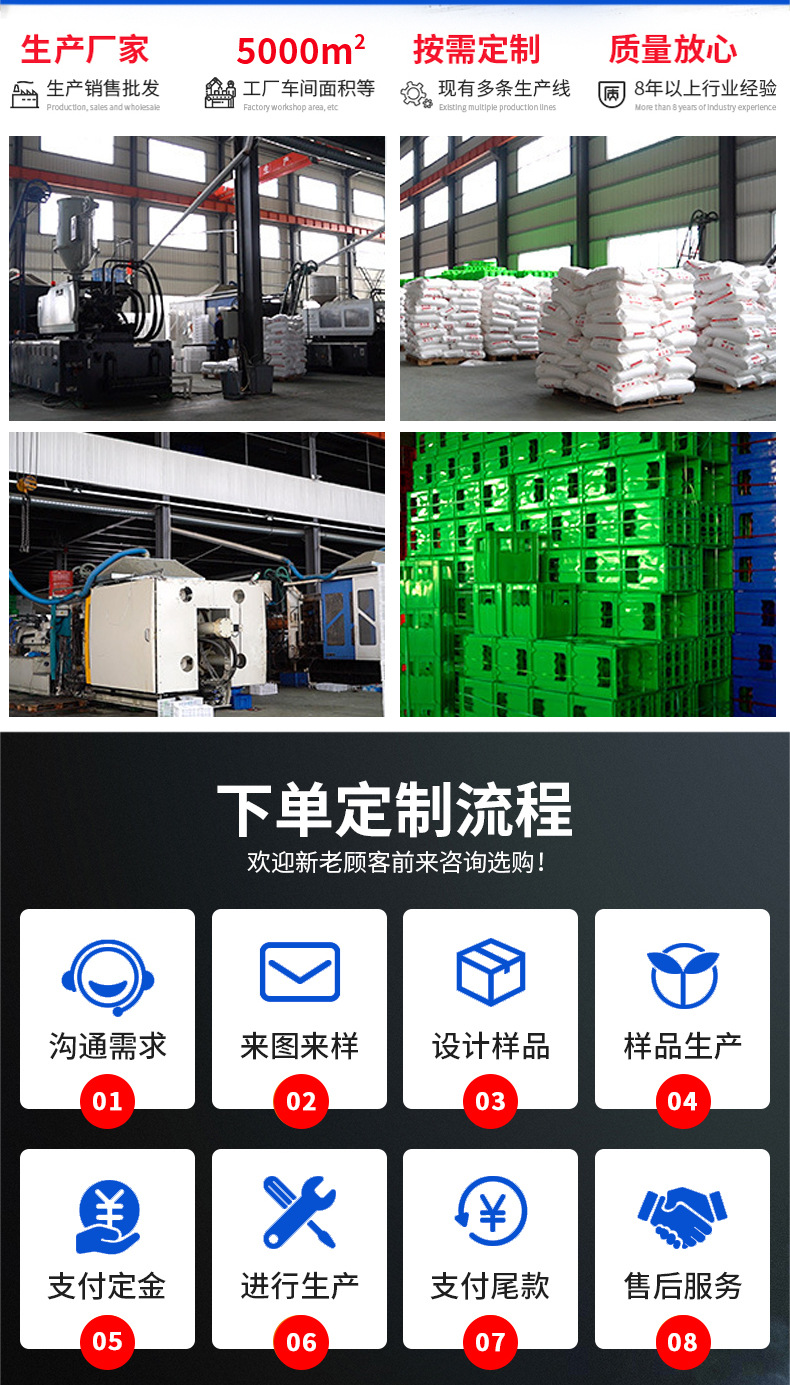 生产厂家
生产销售批发
Production, sales and wholesale
5000m²
工厂车间面积等
Factory workshop area, etc
按需定制
现有多条生产线
Existing multiple production lines
质量放心
8年以上行业经验
More than 8 years of industry experience
生产
下单定制流程
欢迎新老顾客前来咨询选购！
沟通需求
01
来图来样
02
设计样品
03
样品生产
04
支付定金
05
进行生产
06
支付尾款
07
售后服务
08